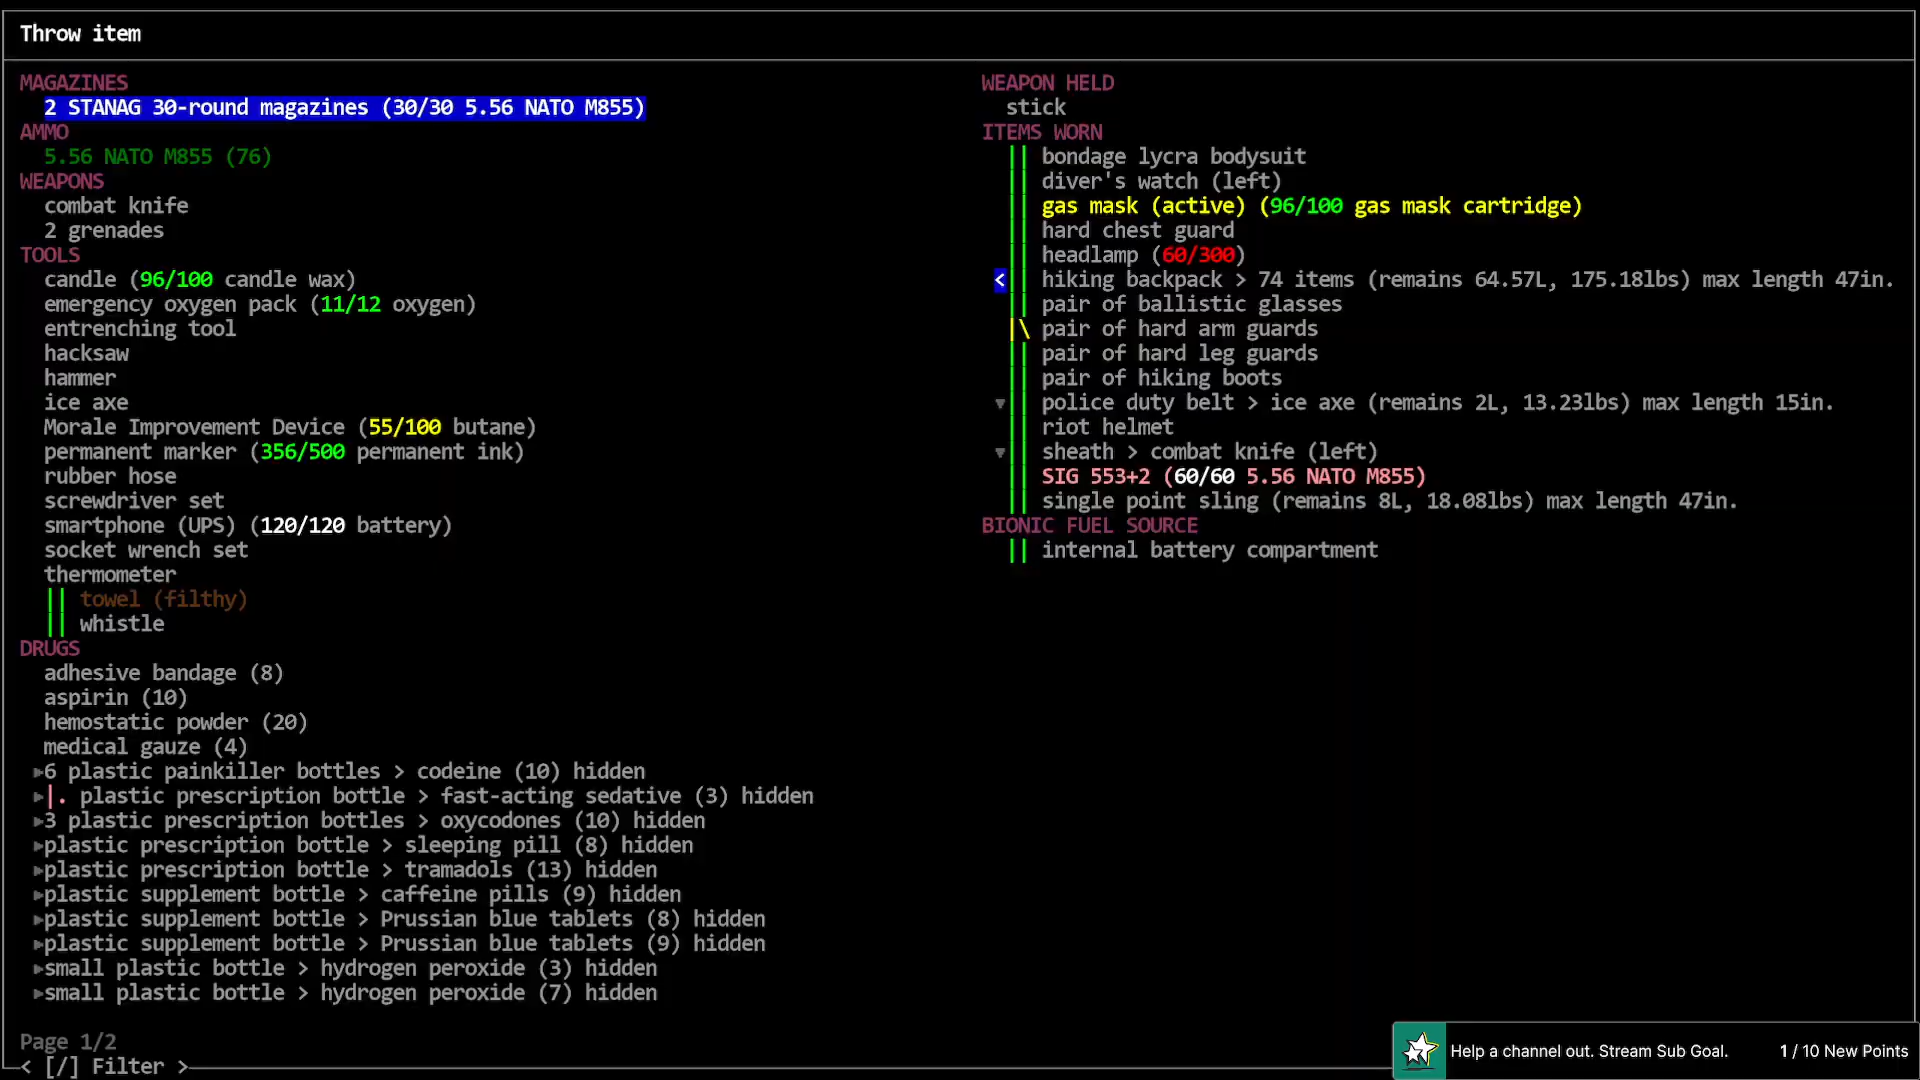 Throw item
MAGAZINES
2 STANAG 30-round magazines (30/30 5.56 NATO M855)
AMMO
5.56 NATO M855 (76)
WEAPONS
combat knife
2 grenades
TOOLS
candle (96/100 candle wax)
emergency oxygen pack (11/12 oxygen)
entrenching tool
hacksaw
hammer
ice axe
Morale Improvement Device (55/100 butane)
permanent marker (356/500 permanent ink)
rubber hose
screwdriver set
smartphone (UPS) (120/120 battery)
socket wrench set
thermometer
|| towel (filthy)
|| whistle
DRUGS
adhesive bandage (8)
aspirin (10)
hemostatic powder (20)
medical gauze (4)
▶6 plastic painkiller bottles > codeine (10) hidden
▶|. plastic prescription bottle > fast-acting sedative (3) hidden
▶3 plastic prescription bottles > oxycodones (10) hidden
▶plastic prescription bottle > sleeping pill (8) hidden
▶plastic prescription bottle > tramadols (13) hidden
▶plastic supplement bottle > caffeine pills (9) hidden
▶plastic supplement bottle > Prussian blue tablets (8) hidden
▶plastic supplement bottle > Prussian blue tablets (9) hidden
▶small plastic bottle > hydrogen peroxide (3) hidden
▶small plastic bottle > hydrogen peroxide (7) hidden
Page 1/2
< [/] Filter >
WEAPON HELD
stick
ITEMS WORN
|| bondage lycra bodysuit
|| diver's watch (left)
|| gas mask (active) (96/100 gas mask cartridge)
|| hard chest guard
|| headlamp (60/300)
< || hiking backpack > 74 items (remains 64.57L, 175.18lbs) max length 47in.
|| pair of ballistic glasses
|\ pair of hard arm guards
|| pair of hard leg guards
|| pair of hiking boots
▼ || police duty belt > ice axe (remains 2L, 13.23lbs) max length 15in.
|| riot helmet
▼ || sheath > combat knife (left)
|| SIG 553+2 (60/60 5.56 NATO M855)
|| single point sling (remains 8L, 18.08lbs) max length 47in.
BIONIC FUEL SOURCE
|| internal battery compartment
Help a channel out. Stream Sub Goal. 1 / 10 New Points